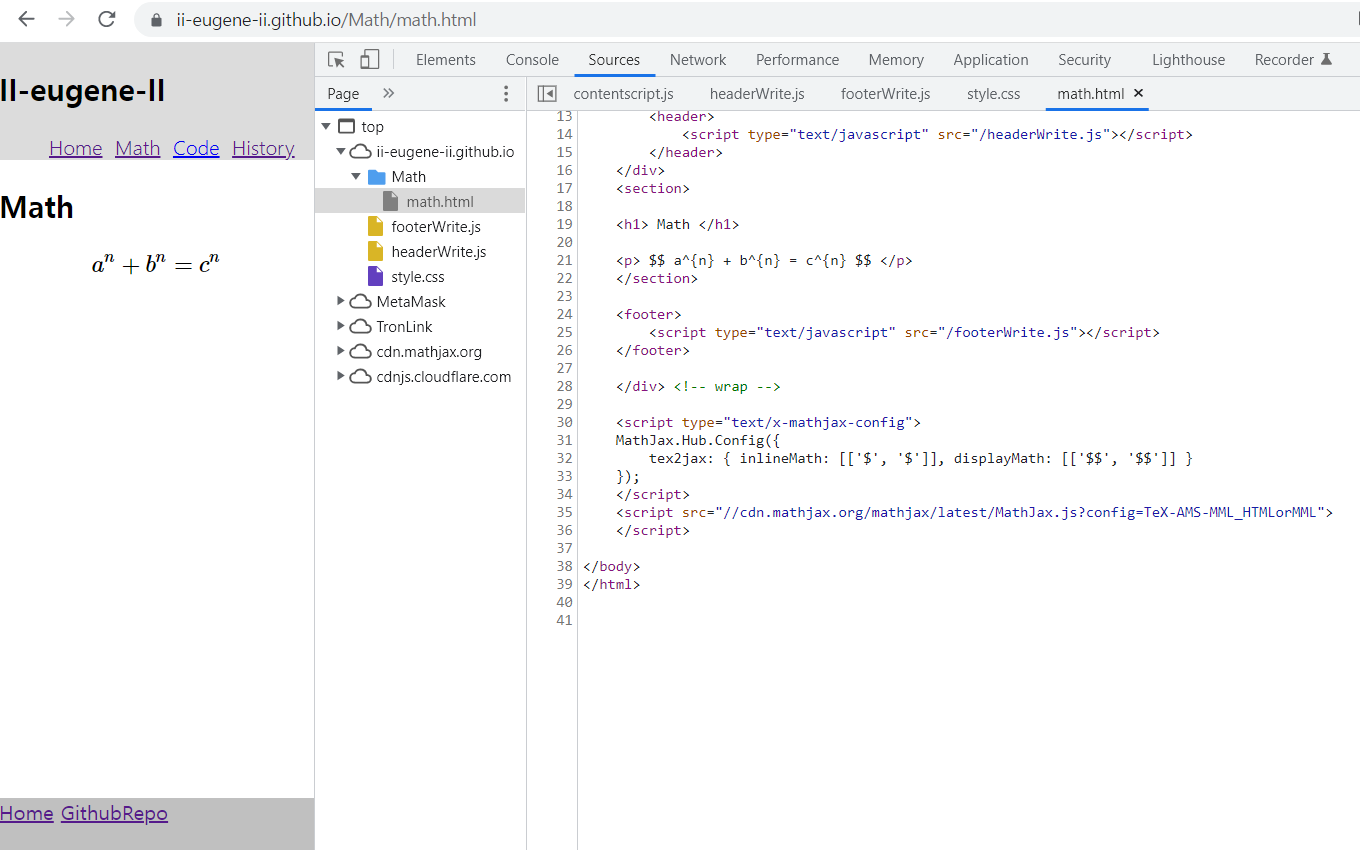 ii-eugene-ii.github.io/Math/math.html
II-eugene-II
Home Math Code History
Math
a^n + b^n = c^n
Home GithubRepo
Elements Console Sources Network Performance Memory Application Security Lighthouse Recorder
Page »
top
ii-eugene-ii.github.io
Math
math.html
footerWrite.js
headerWrite.js
style.css
MetaMask
TronLink
cdn.mathjax.org
cdnjs.cloudflare.com
contentscript.js headerWrite.js footerWrite.js style.css math.html ×
13 <header>
14 <script type="text/javascript" src="/headerWrite.js"></script>
15 </header>
16 </div>
17 <section>
18
19 <h1> Math </h1>
20
21 <p> $$ a^{n} + b^{n} = c^{n} $$ </p>
22 </section>
23
24 <footer>
25 <script type="text/javascript" src="/footerWrite.js"></script>
26 </footer>
27
28 </div> <!-- wrap -->
29
30 <script type="text/x-mathjax-config">
31 MathJax.Hub.Config({
32 tex2jax: { inlineMath: [['$', '$']], displayMath: [['$$', '$$']] }
33 });
34 </script>
35 <script src="//cdn.mathjax.org/mathjax/latest/MathJax.js?config=TeX-AMS-MML_HTMLorMML">
36 </script>
37
38 </body>
39 </html>
40
41